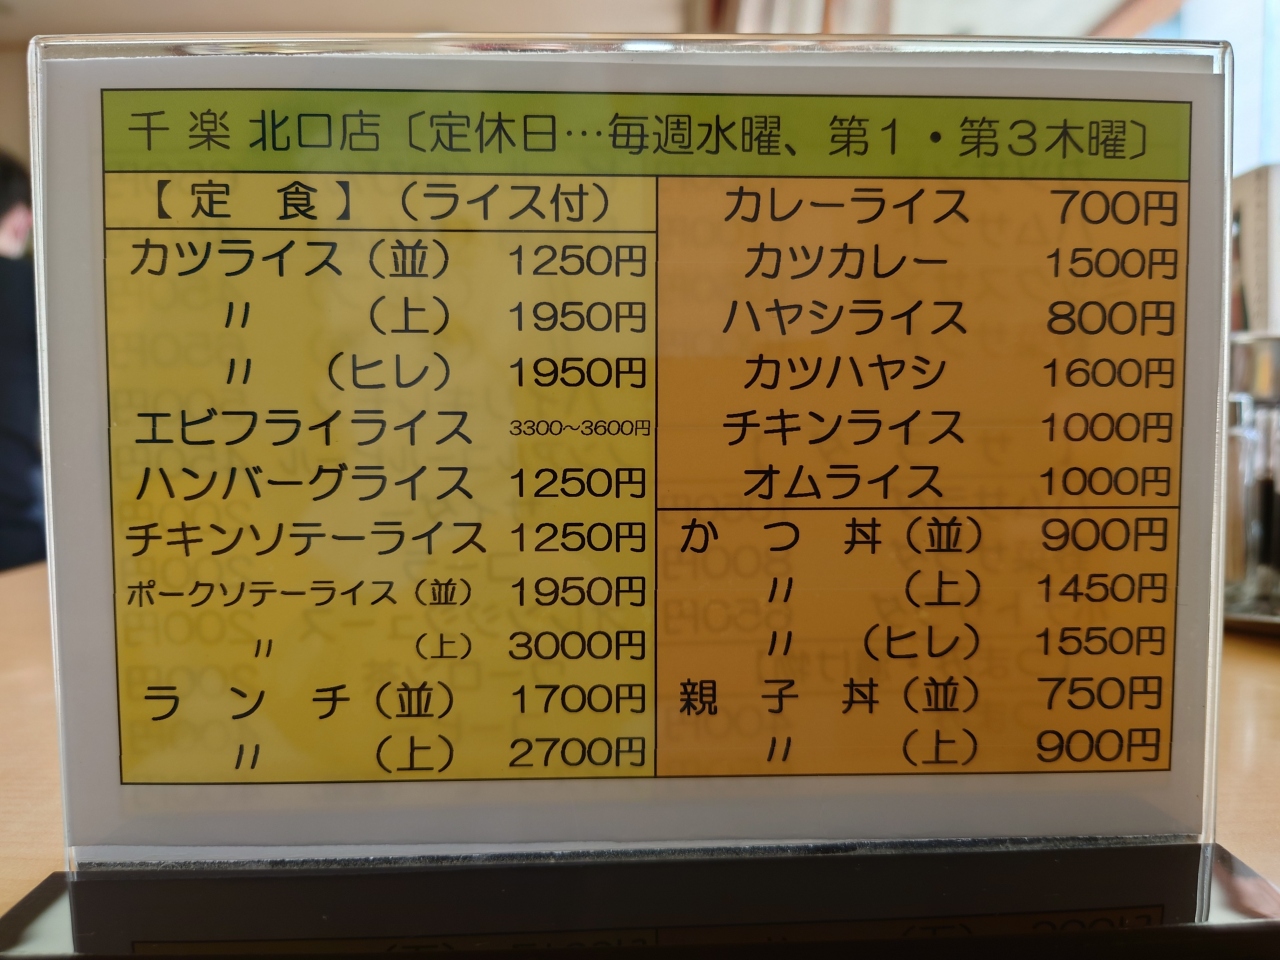 千 楽 北口店〔定休日…毎週水曜、第1・第3木曜〕
【 定 食 】（ライス付）
カツライス（並） 1250円
〃 （上） 1950円
〃 （ヒレ） 1950円
エビフライライス 3300〜3600円
ハンバーグライス 1250円
チキンソテーライス 1250円
ポークソテーライス（並） 1950円
〃 （上） 3000円
ラ ン チ（並） 1700円
〃 （上） 2700円
カレーライス 700円
カツカレー 1500円
ハヤシライス 800円
カツハヤシ 1600円
チキンライス 1000円
オムライス 1000円
か つ 丼（並） 900円
〃 （上） 1450円
〃 （ヒレ） 1550円
親 子 丼（並） 750円
〃 （上） 900円